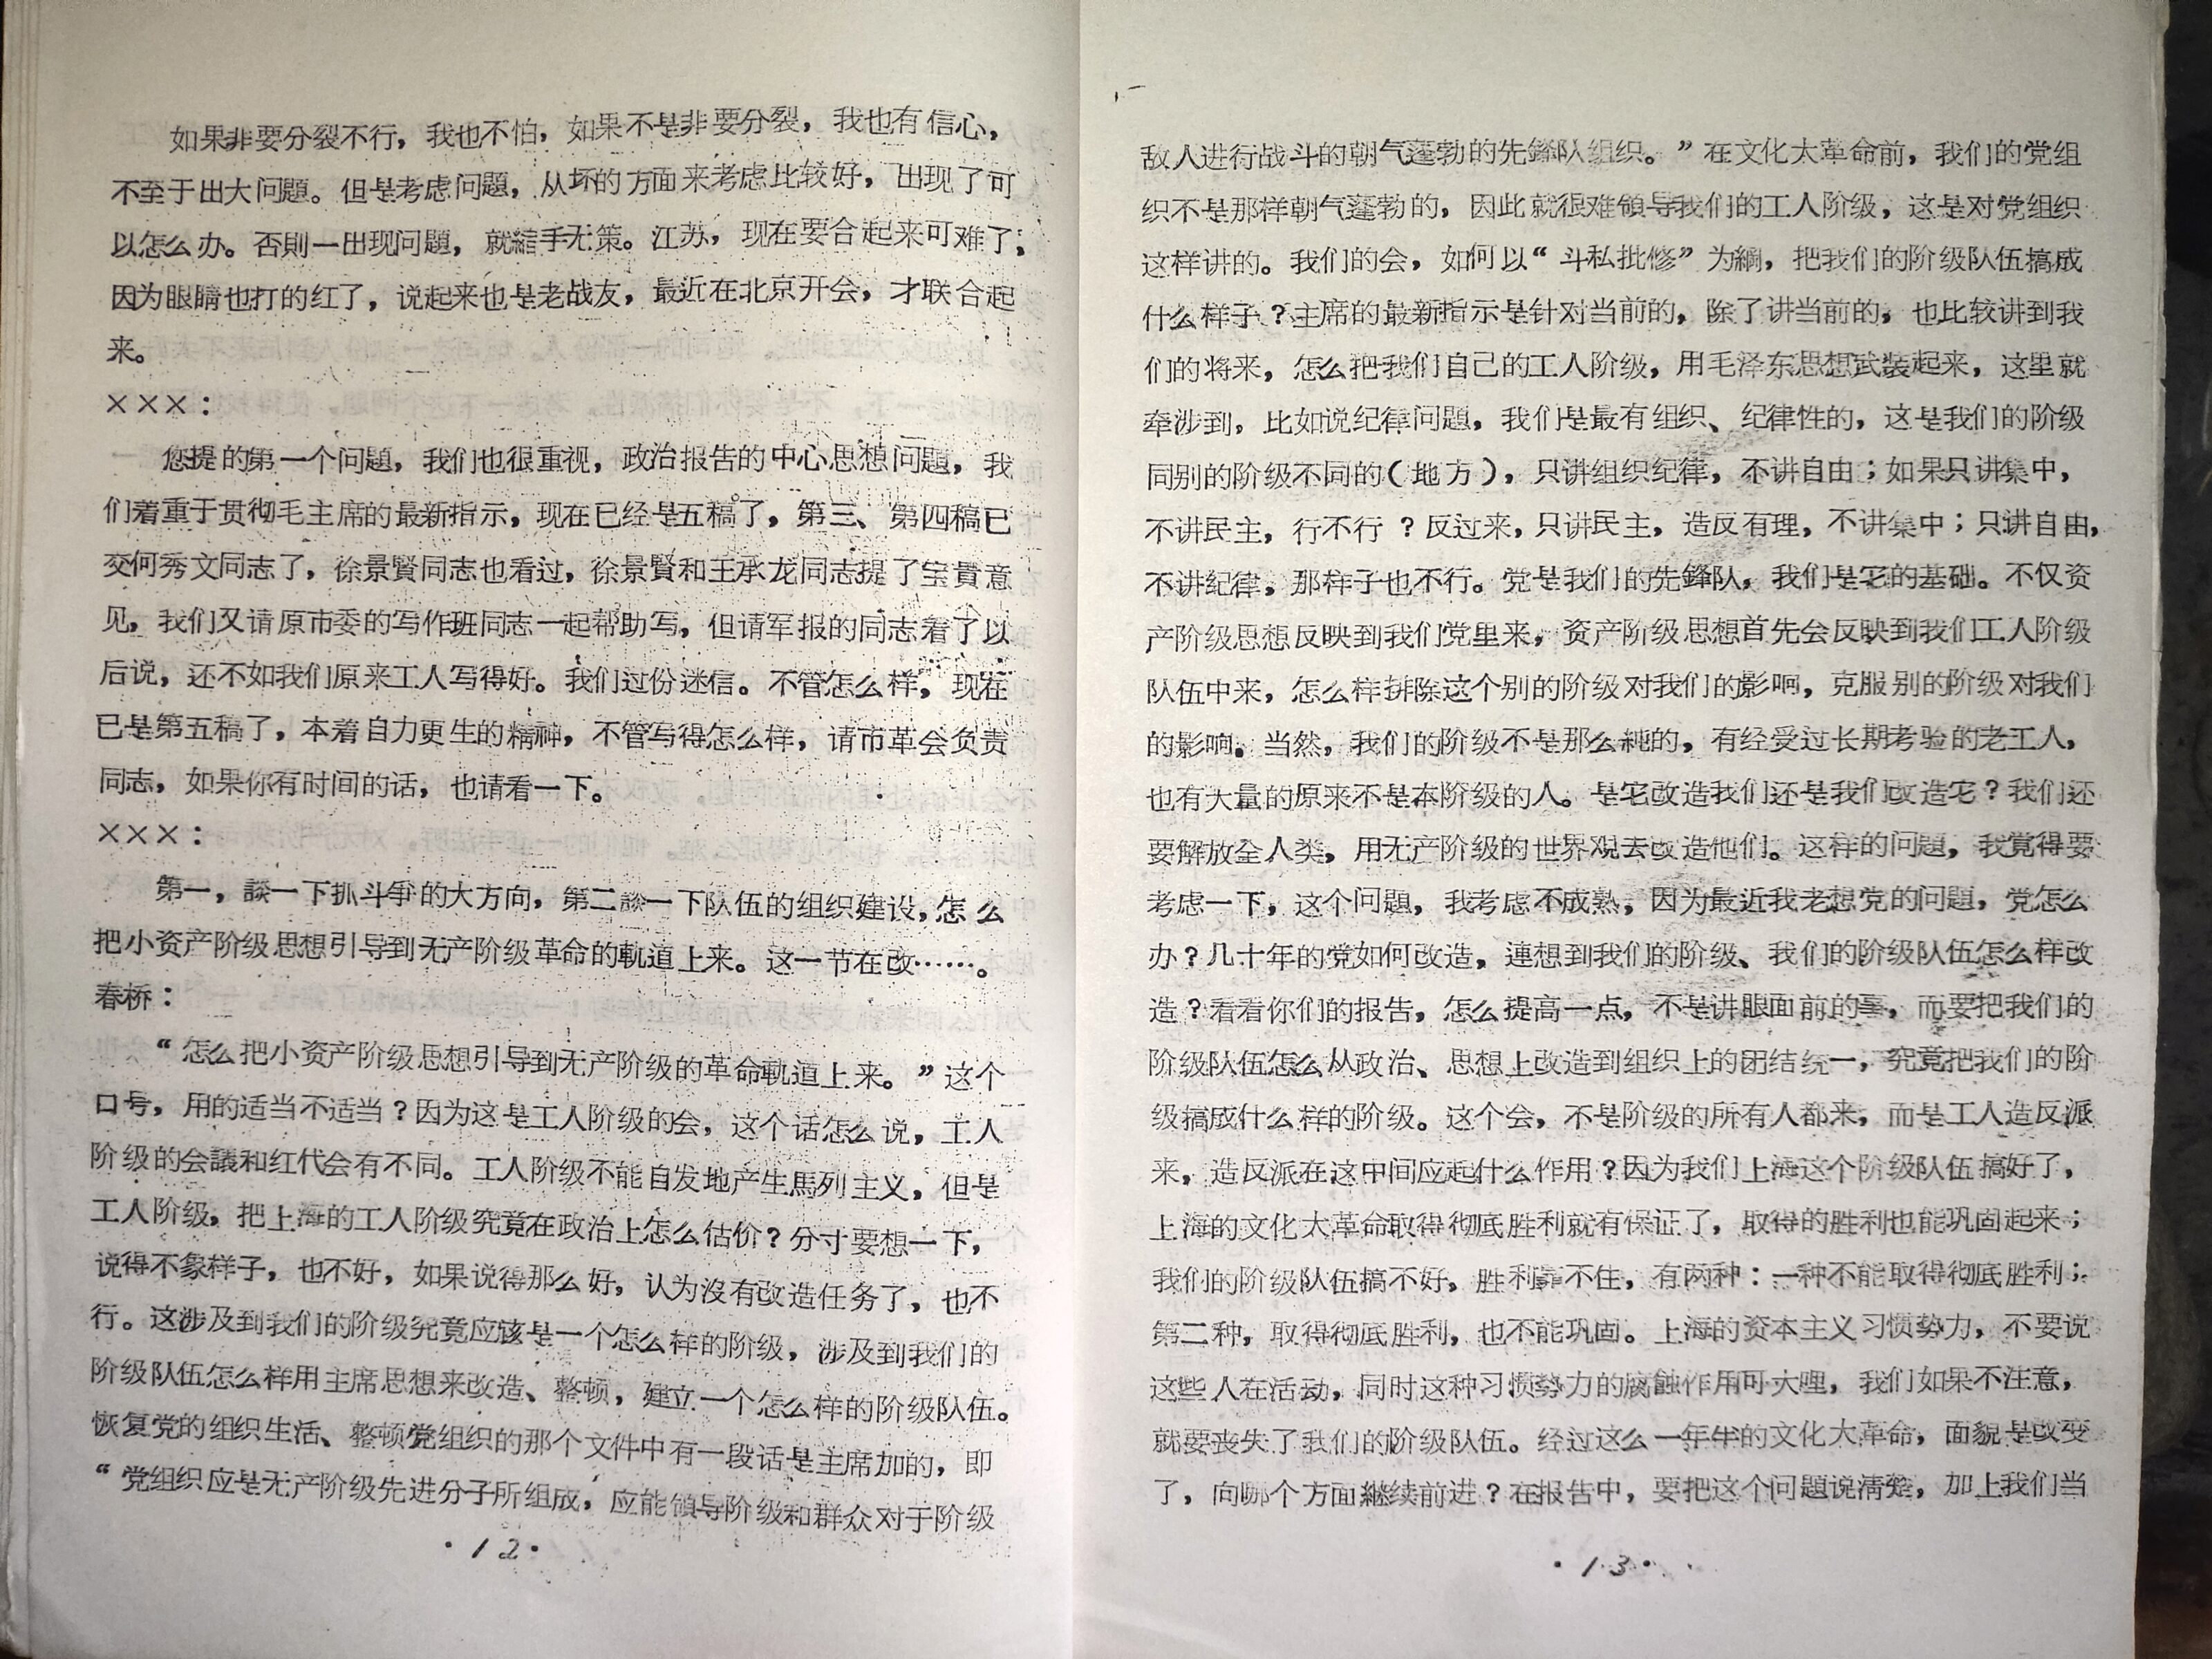 如果非要分裂不行，我也不怕，如果不是非要分裂，我也有信心，
不至于出大问題。但是考虑问題，从坏的方面来考虑比较好，出现了可
以怎么办。否則一出现问題，就縮手无策。江苏，现在要合起来可难了，
因为眼睛也打的红了，说起来也是老战友，最近在北京开会，才联合起
来。
×××：
您提的第一个问題，我们也很重视，政治报告的中心思想问題，我
们着重于贯彻毛主席的最新指示，现在已经是五稿了，第三、第四稿已
交何秀文同志了，徐景賢同志也看过，徐景賢和王承龙同志提了宝貴意
见，我们又请原市委的写作班同志一起帮助写，但请军报的同志看了以
后说，还不如我们原来工人写得好。我们过份迷信。不管怎么样，现在
已是第五稿了，本着自力更生的精神，不管写得怎么样，请市革会负责
同志，如果你有时间的话，也请看一下。
×××：
第一，談一下抓斗争的大方向，第二談一下队伍的组织建设，怎么
把小资产阶级思想引导到无产阶级革命的軌道上来。这一节在改……。
春桥：
“怎么把小资产阶级思想引导到无产阶级的革命軌道上来。”这个
口号，用的适当不适当？因为这是工人阶级的会，这个话怎么说，工人
阶级的会議和红代会有不同。工人阶级不能自发地产生馬列主义，但是
工人阶级，把上海的工人阶级究竟在政治上怎么估价？分寸要想一下，
说得不象样子，也不好，如果说得那么好，认为沒有改造任务了，也不
行。这涉及到我们的阶级究竟应该是一个怎么样的阶级，涉及到我们的
阶级队伍怎么样用主席思想来改造、整顿，建立一个怎么样的阶级队伍。
恢复党的组织生活、整顿党组织的那个文件中有一段话是主席加的，即
“党组织应是无产阶级先进分子所组成，应能領导阶级和群众对于阶级
·12·
敌人进行战斗的朝气蓬勃的先鋒队组织。”在文化大革命前，我们的党组
织不是那样朝气蓬勃的，因此就很难領导我们的工人阶级，这是对党组织
这样讲的。我们的会，如何以“斗私批修”为綱，把我们的阶级队伍搞成
什么样子？主席的最新指示是针对当前的，除了讲当前的，也比较讲到我
们的将来，怎么把我们自己的工人阶级，用毛泽东思想武装起来，这里就
牵涉到，比如说纪律问題，我们是最有组织、纪律性的，这是我们的阶级
同别的阶级不同的（地方），只讲组织纪律，不讲自由；如果只讲集中，
不讲民主，行不行？反过来，只讲民主，造反有理，不讲集中；只讲自由，
不讲纪律，那样子也不行。党是我们的先鋒队，我们是它的基础。不仅资
产阶级思想反映到我们党里来，资产阶级思想首先会反映到我们工人阶级
队伍中来，怎么样排除这个别的阶级对我们的影响，克服别的阶级对我们
的影响。当然，我们的阶级不是那么純的，有经受过长期考验的老工人，
也有大量的原来不是本阶级的人。是它改造我们还是我们改造它？我们还
要解放全人类，用无产阶级的世界观去改造他们。这样的问題，我覚得要
考虑一下，这个问題，我考虑不成熟，因为最近我老想党的问題，党怎么
办？几十年的党如何改造，連想到我们的阶级、我们的阶级队伍怎么样改
造？看看你们的报告，怎么提高一点，不是讲眼面前的事，而要把我们的
阶级队伍怎么从政治、思想上改造到组织上的团结统一，究竟把我们的阶
级搞成什么样的阶级。这个会，不是阶级的所有人都来，而是工人造反派
来，造反派在这中间应起什么作用？因为我们上海这个阶级队伍搞好了，
上海的文化大革命取得彻底胜利就有保证了，取得的胜利也能巩固起来；
我们的阶级队伍搞不好，胜利靠不住，有两种：一种不能取得彻底胜利；
第二种，取得彻底胜利，也不能巩固。上海的资本主义习惯势力，不要说
这些人在活动，同时这种习惯势力的腐蝕作用可大哩，我们如果不注意，
就要丧失了我们的阶级队伍。经过这么一年半的文化大革命，面貌是改变
了，向哪个方面継续前进？在报告中，要把这个问題说清楚，加上我们当
·13·